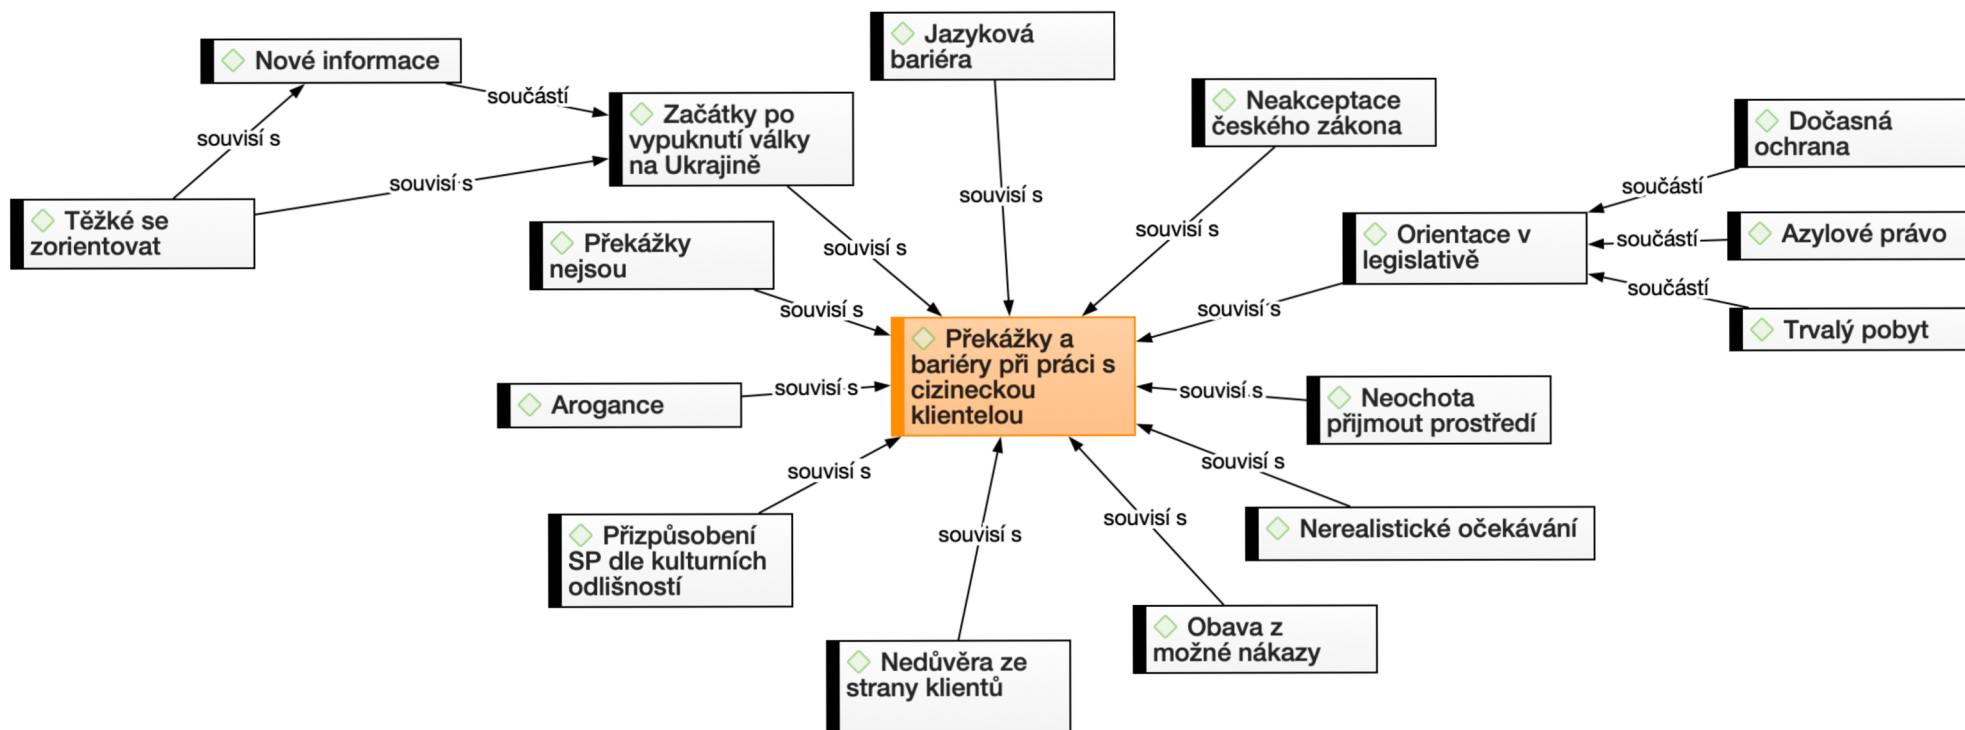 Nové informace
součástí
souvisí s
Těžké se
zorientovat
souvisí s
Začátky po
vypuknutí války
na Ukrajině
souvisí s
Jazyková
bariéra
souvisí s
Neakceptace
českého zákona
souvisí s
Dočasná
ochrana
součástí
Azylové právo
součástí
Trvalý pobyt
součástí
Orientace v
legislativě
souvisí s
Překážky
nejsou
souvisí s
Překážky a
bariéry při práci s
cizineckou
klientelou
Arogance
souvisí s
Neochota
přijmout prostředí
souvisí s
Přizpůsobení
SP dle kulturních
odlišností
souvisí s
Nerealistické očekávání
souvisí s
Nedůvěra ze
strany klientů
souvisí s
Obava z
možné nákazy
souvisí s